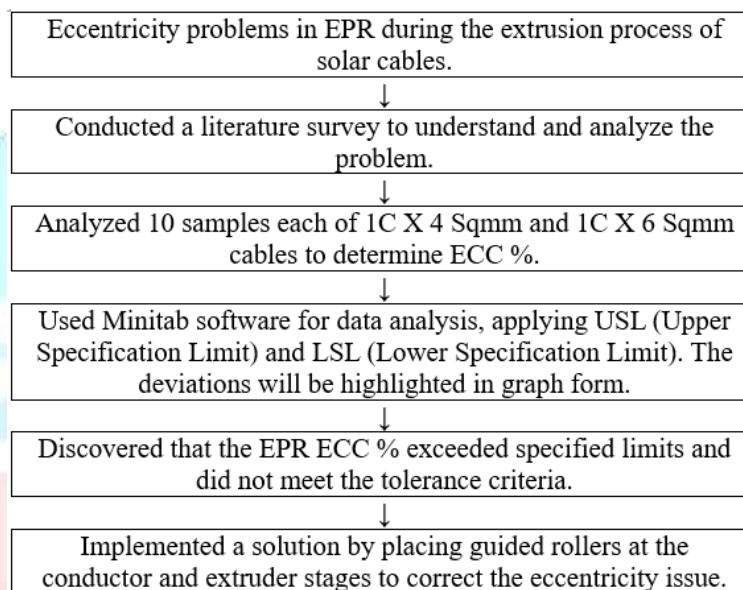 Eccentricity problems in EPR during the extrusion process of
solar cables.
↓
Conducted a literature survey to understand and analyze the
problem.
↓
Analyzed 10 samples each of 1C X 4 Sqmm and 1C X 6 Sqmm
cables to determine ECC %.
↓
Used Minitab software for data analysis, applying USL (Upper
Specification Limit) and LSL (Lower Specification Limit). The
deviations will be highlighted in graph form.
↓
Discovered that the EPR ECC % exceeded specified limits and
did not meet the tolerance criteria.
↓
Implemented a solution by placing guided rollers at the
conductor and extruder stages to correct the eccentricity issue.